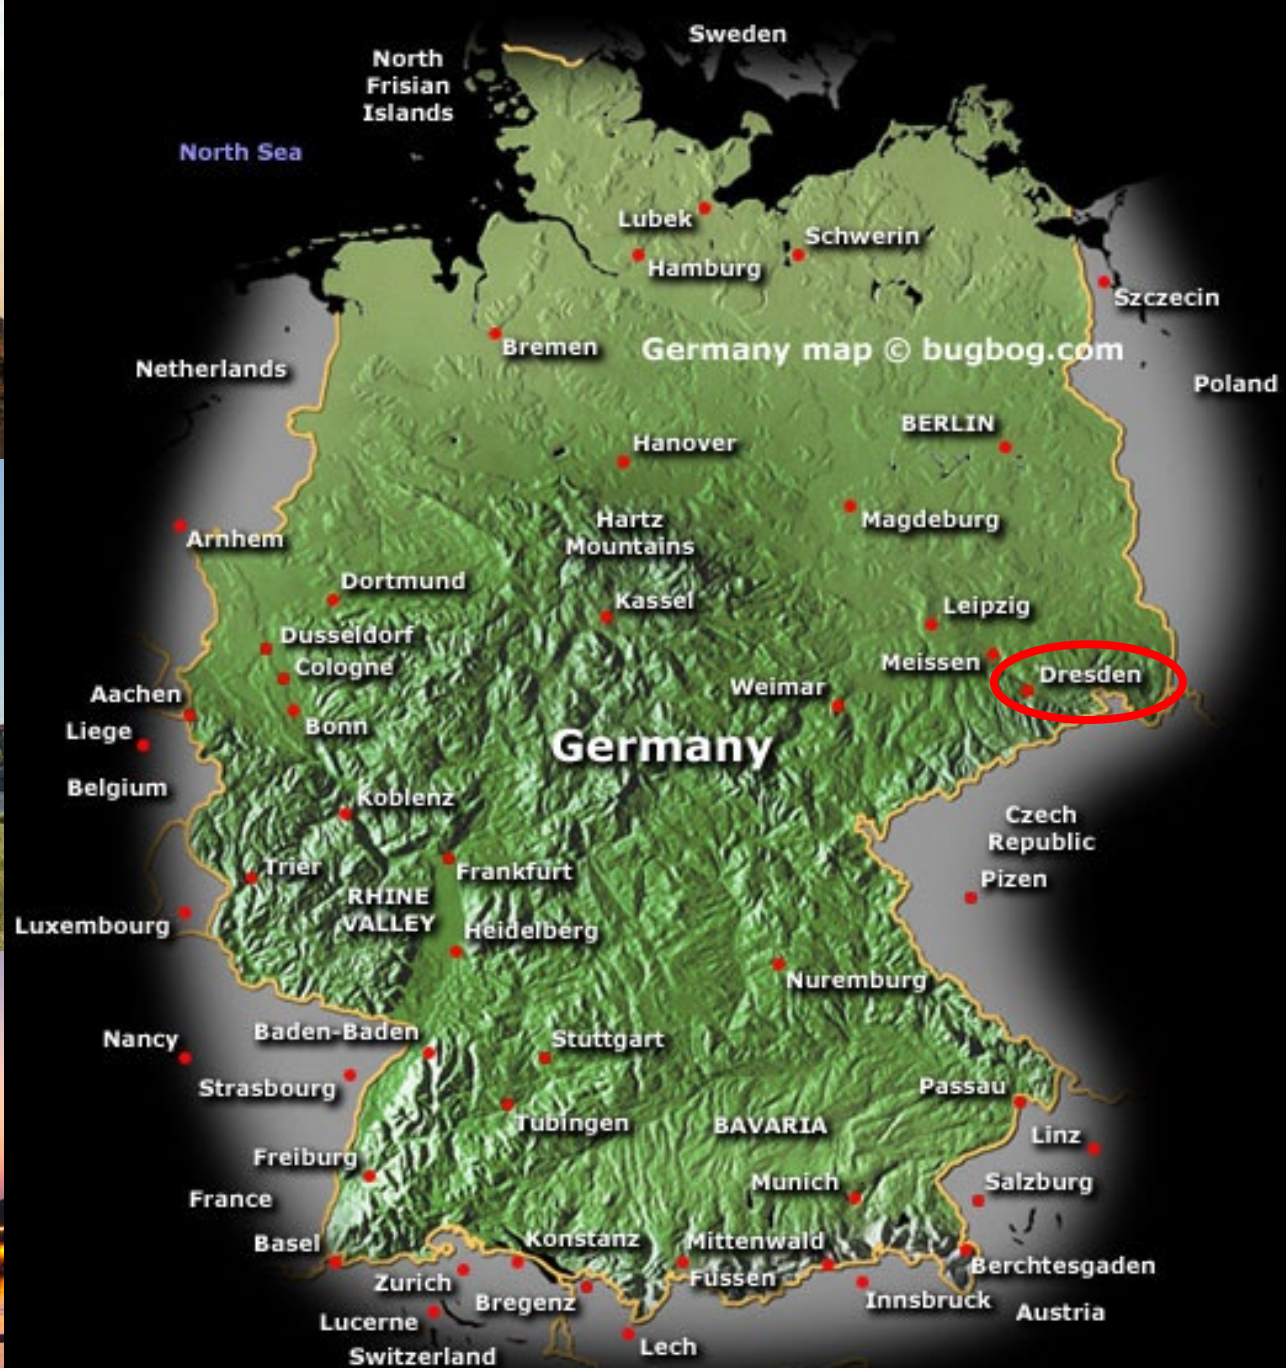 Sweden
North
Frisian
Islands
North Sea
Lubek
Schwerin
Hamburg
Szczecin
Bremen
Germany map © bugbog.com
Netherlands
Poland
BERLIN
Hanover
Magdeburg
Hartz
Mountains
Arnhem
Dortmund
Kassel
Leipzig
Dusseldorf
Cologne
Meissen
Dresden
Aachen
Weimar
Bonn
Liege
Germany
Belgium
Koblenz
Czech
Republic
Trier
Frankfurt
Pizen
RHINE
VALLEY
Luxembourg
Heidelberg
Nuremburg
Baden-Baden
Nancy
Stuttgart
Strasbourg
Passau
Tubingen
BAVARIA
Linz
Freiburg
Munich
Salzburg
France
Basel
Konstanz
Mittenwald
Berchtesgaden
Zurich
Fussen
Bregenz
Innsbruck
Austria
Lucerne
Lech
Switzerland